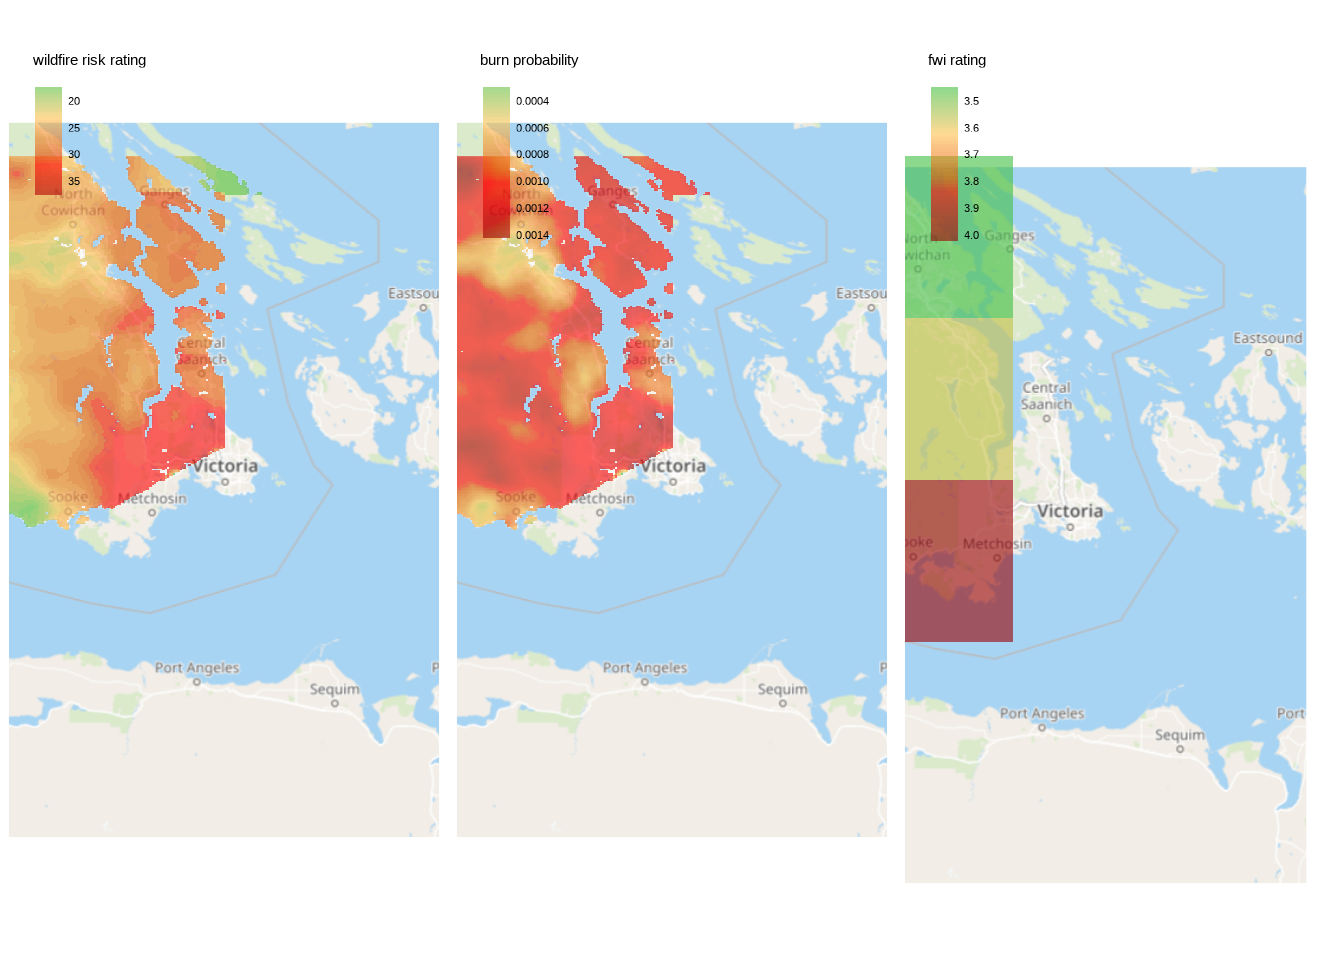 wildfire risk rating
20
25
30
35
North
Cowichan
Ganges
Eastsou
Central
Saanich
Victoria
Sooke
Metchosin
Port Angeles
Sequim
P
burn probability
0.0004
0.0006
0.0008
0.0010
0.0012
0.0014
North
Cowichan
Ganges
Eastsou
Central
Saanich
Victoria
Sooke
Metchosin
Port Angeles
Sequim
P
fwi rating
3.5
3.6
3.7
3.8
3.9
4.0
North
wichan
Ganges
Eastsound
Central
Saanich
Victoria
ooke
Metchosin
Port Angeles
Sequim
Port